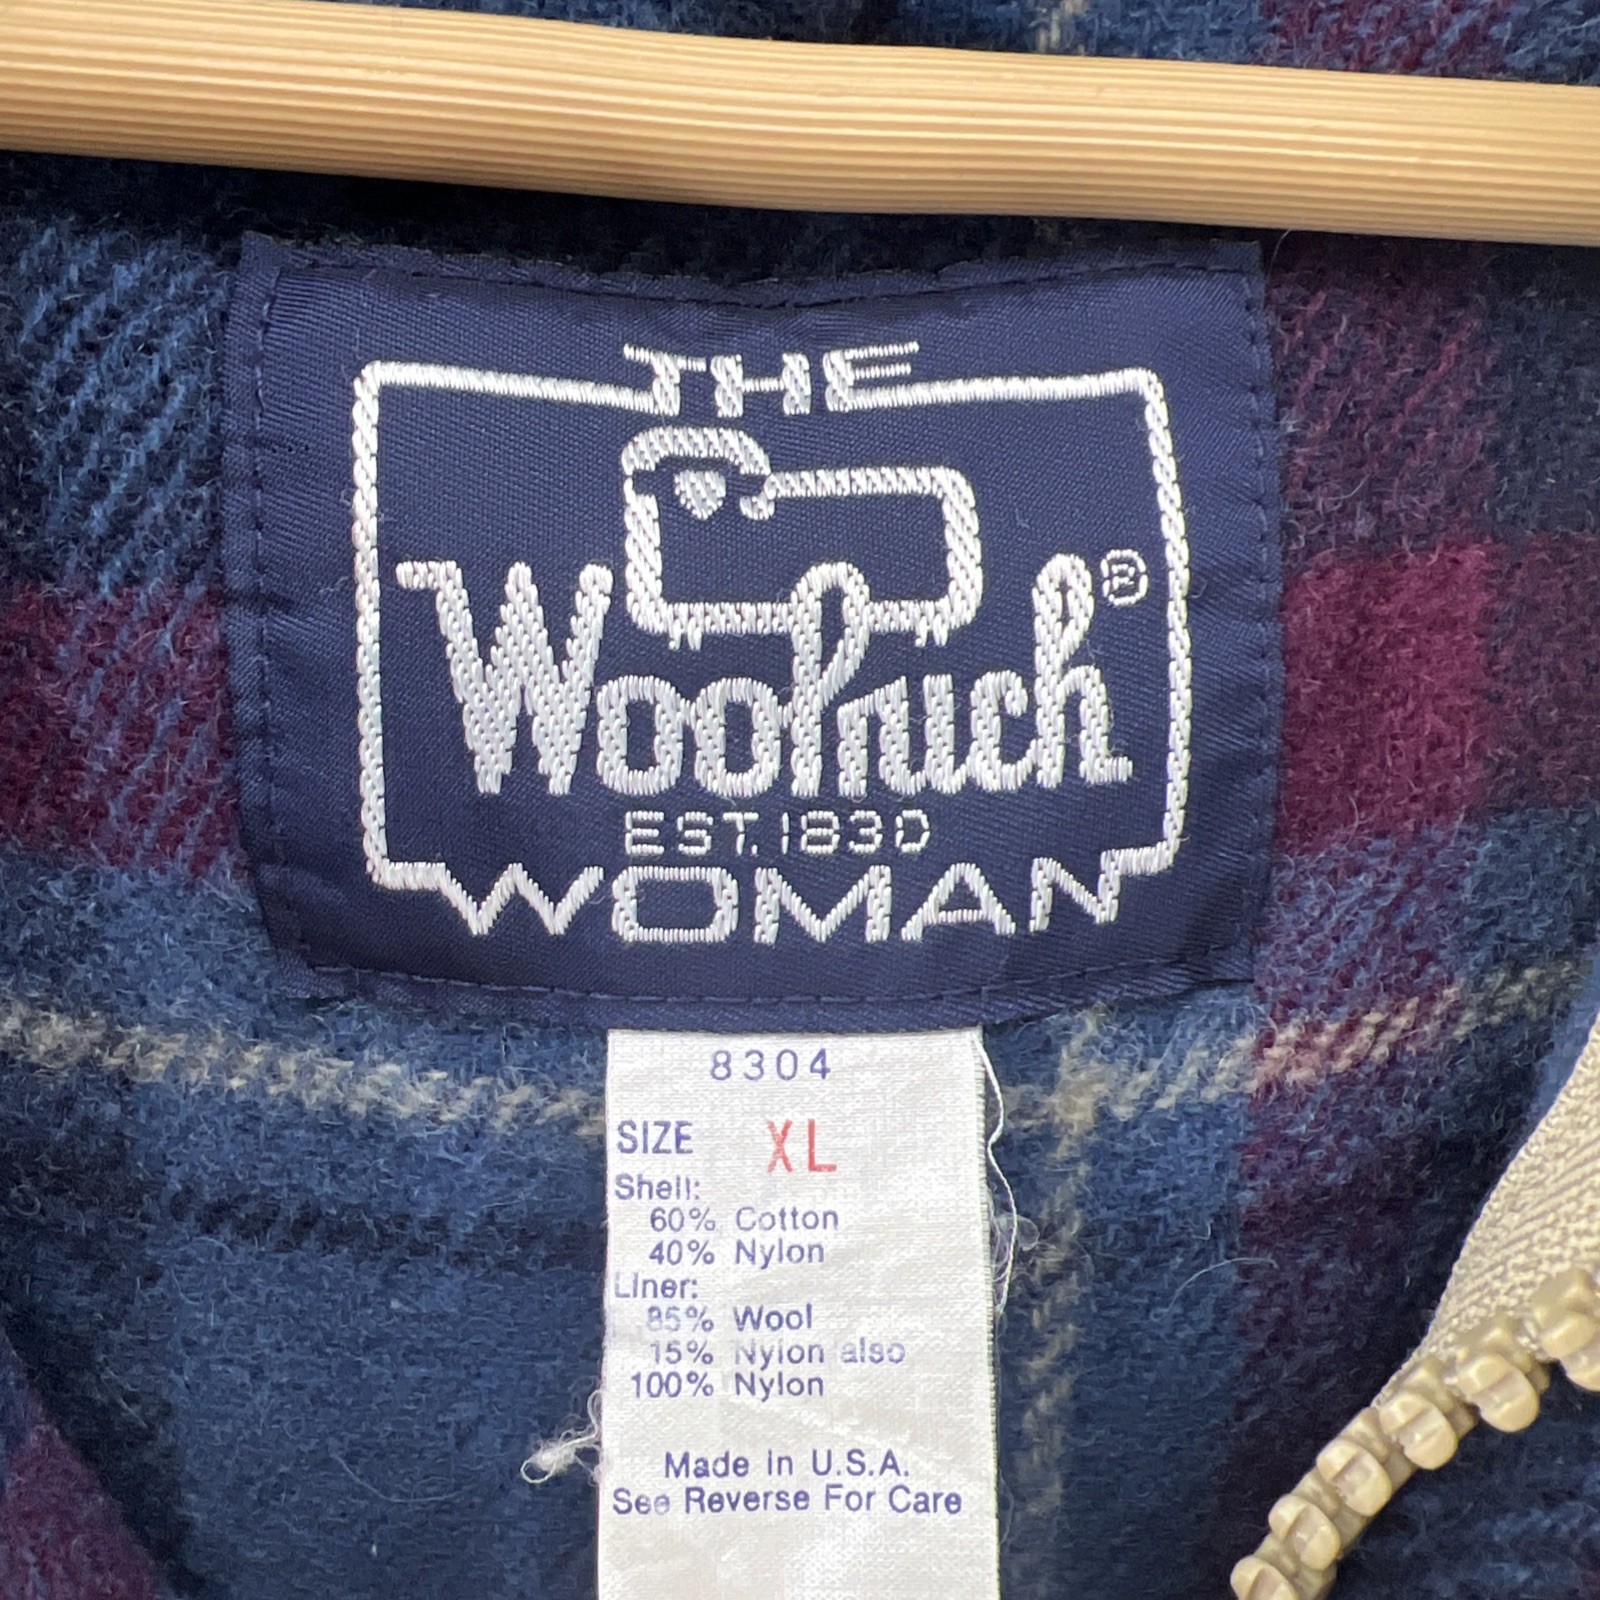 THE
Woolrich®
EST. 1830
WOMAN
8304
SIZE XL
Shell:
60% Cotton
40% Nylon
Liner:
85% Wool
15% Nylon also
100% Nylon
Made in U.S.A.
See Reverse For Care